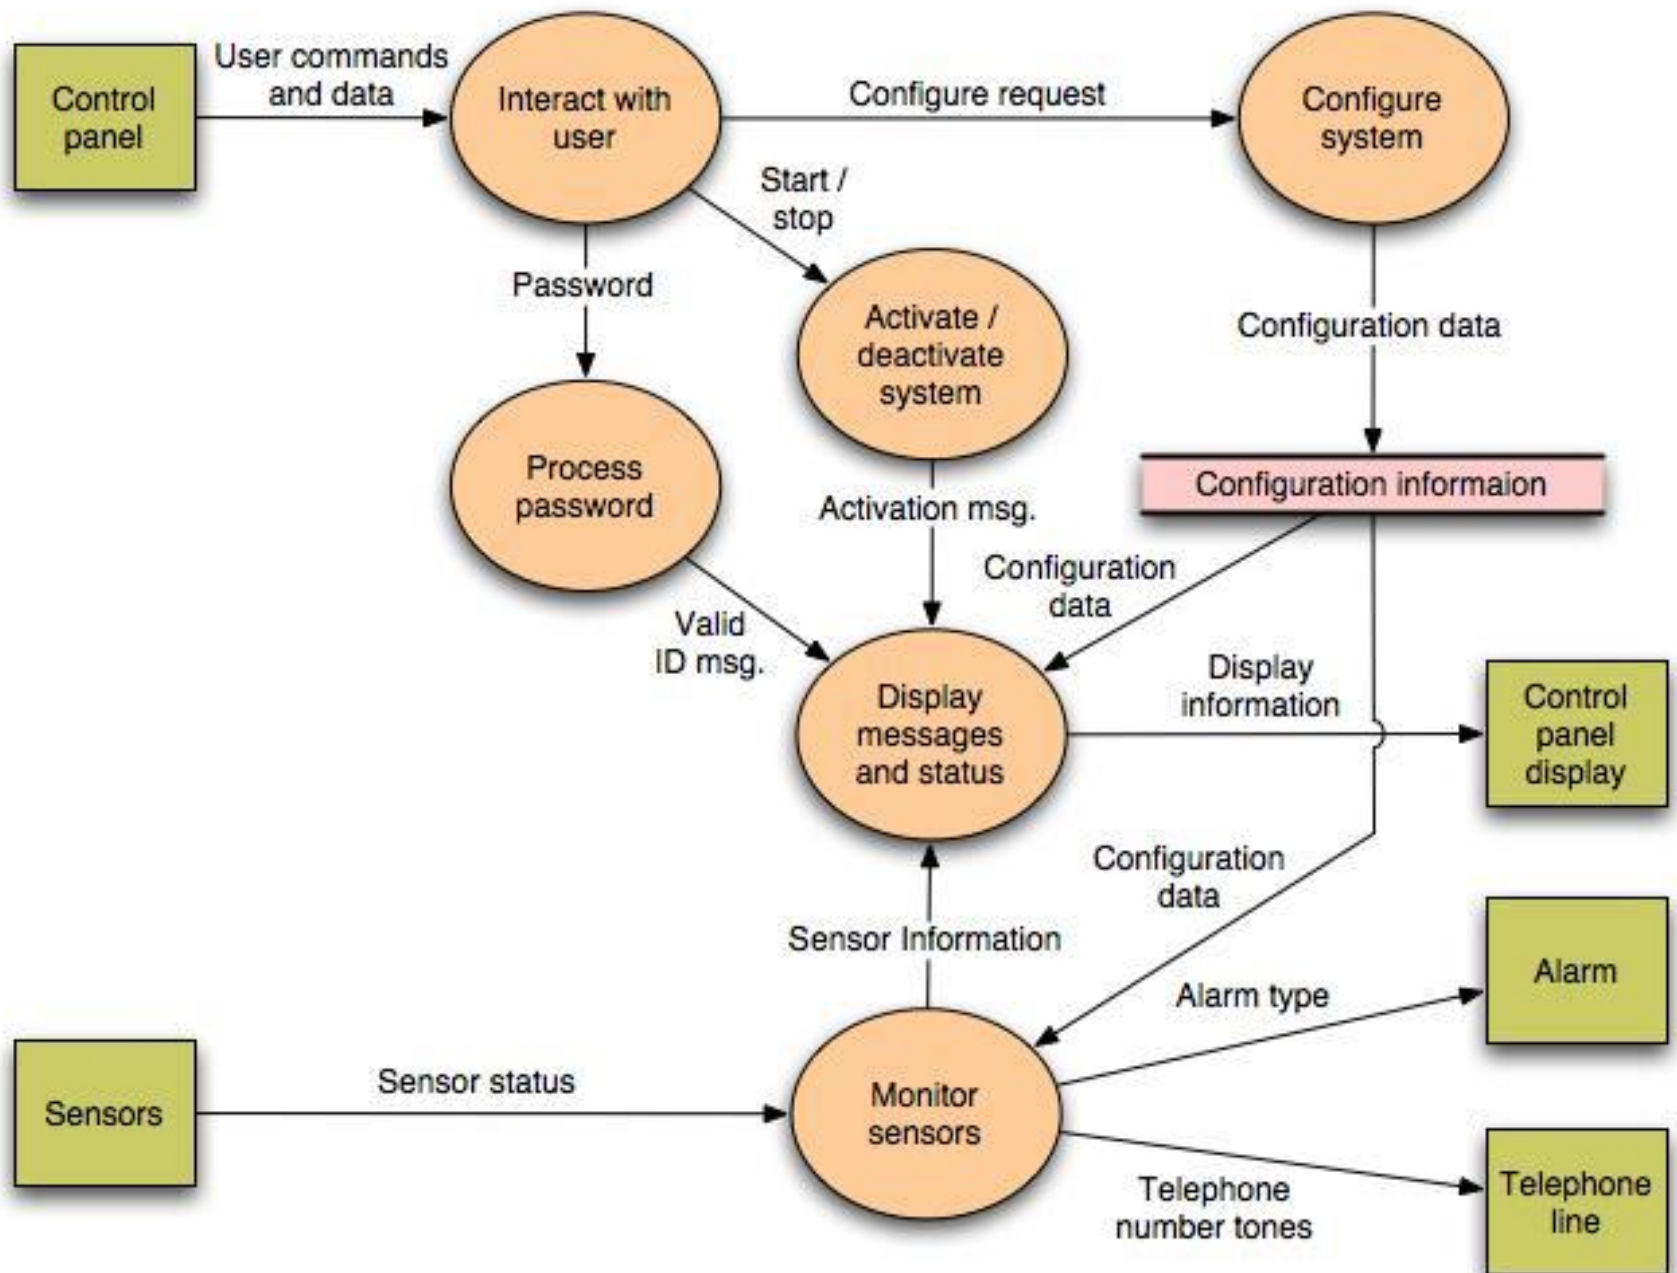 Control
panel
User commands
and data
Interact with
user
Configure request
Configure
system
Start /
stop
Password
Activate /
deactivate
system
Configuration data
Process
password
Activation msg.
Configuration informaion
Configuration
data
Valid
ID msg.
Display
messages
and status
Display
information
Control
panel
display
Configuration
data
Sensor Information
Alarm type
Alarm
Sensors
Sensor status
Monitor
sensors
Telephone
number tones
Telephone
line